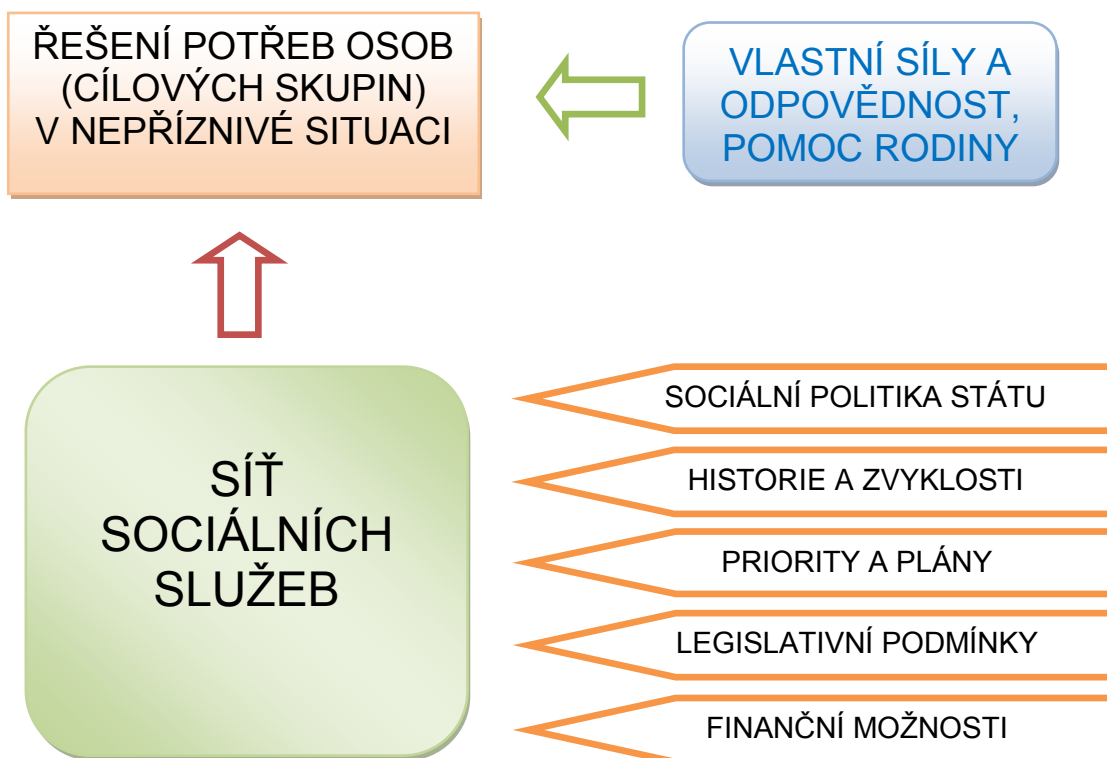 ŘEŠENÍ POTŘEB OSOB
(CÍLOVÝCH SKUPIN)
V NEPŘÍZNIVÉ SITUACI
VLASTNÍ SÍLY A
ODPOVĚDNOST,
POMOC RODINY
SÍŤ
SOCIÁLNÍCH
SLUŽEB
SOCIÁLNÍ POLITIKA STÁTU
HISTORIE A ZVYKLOSTI
PRIORITY A PLÁNY
LEGISLATIVNÍ PODMÍNKY
FINANČNÍ MOŽNOSTI